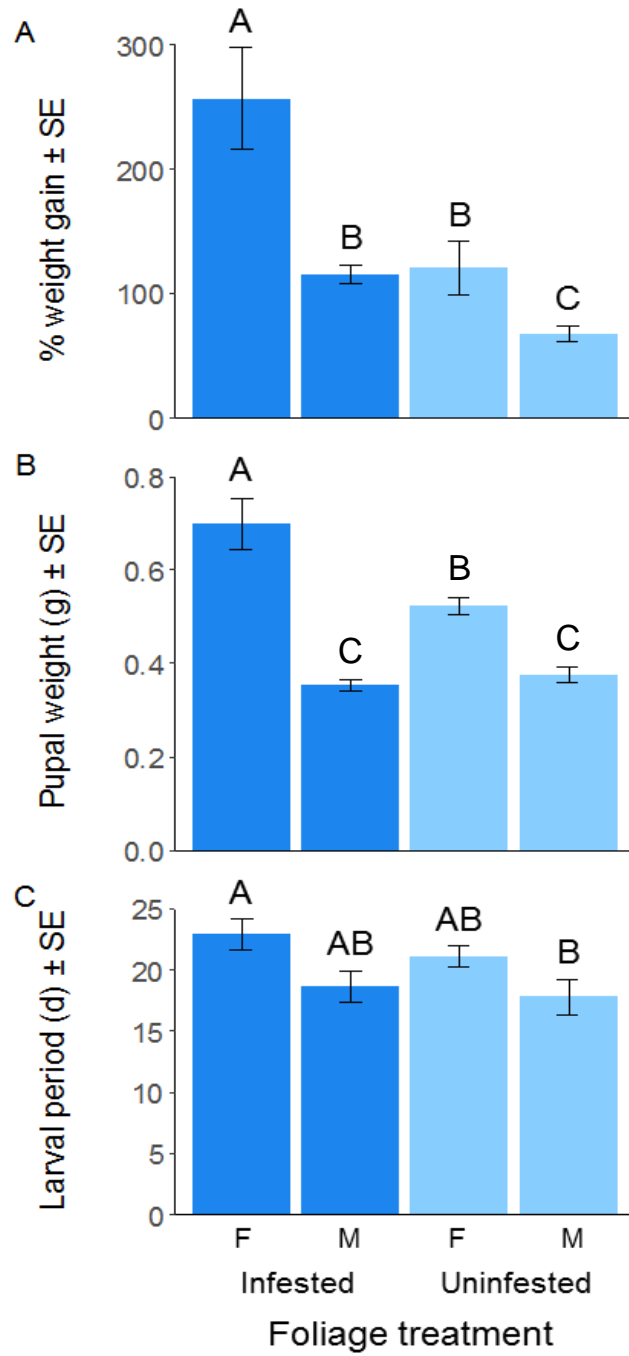 A
% weight gain ± SE
300
200
100
0
A
B
B
C
B
Pupal weight (g) ± SE
0.8
0.6
0.4
0.2
0.0
A
C
B
C
C
Larval period (d) ± SE
25
20
15
10
5
0
A
AB
AB
B
F M F M
Infested Uninfested
Foliage treatment